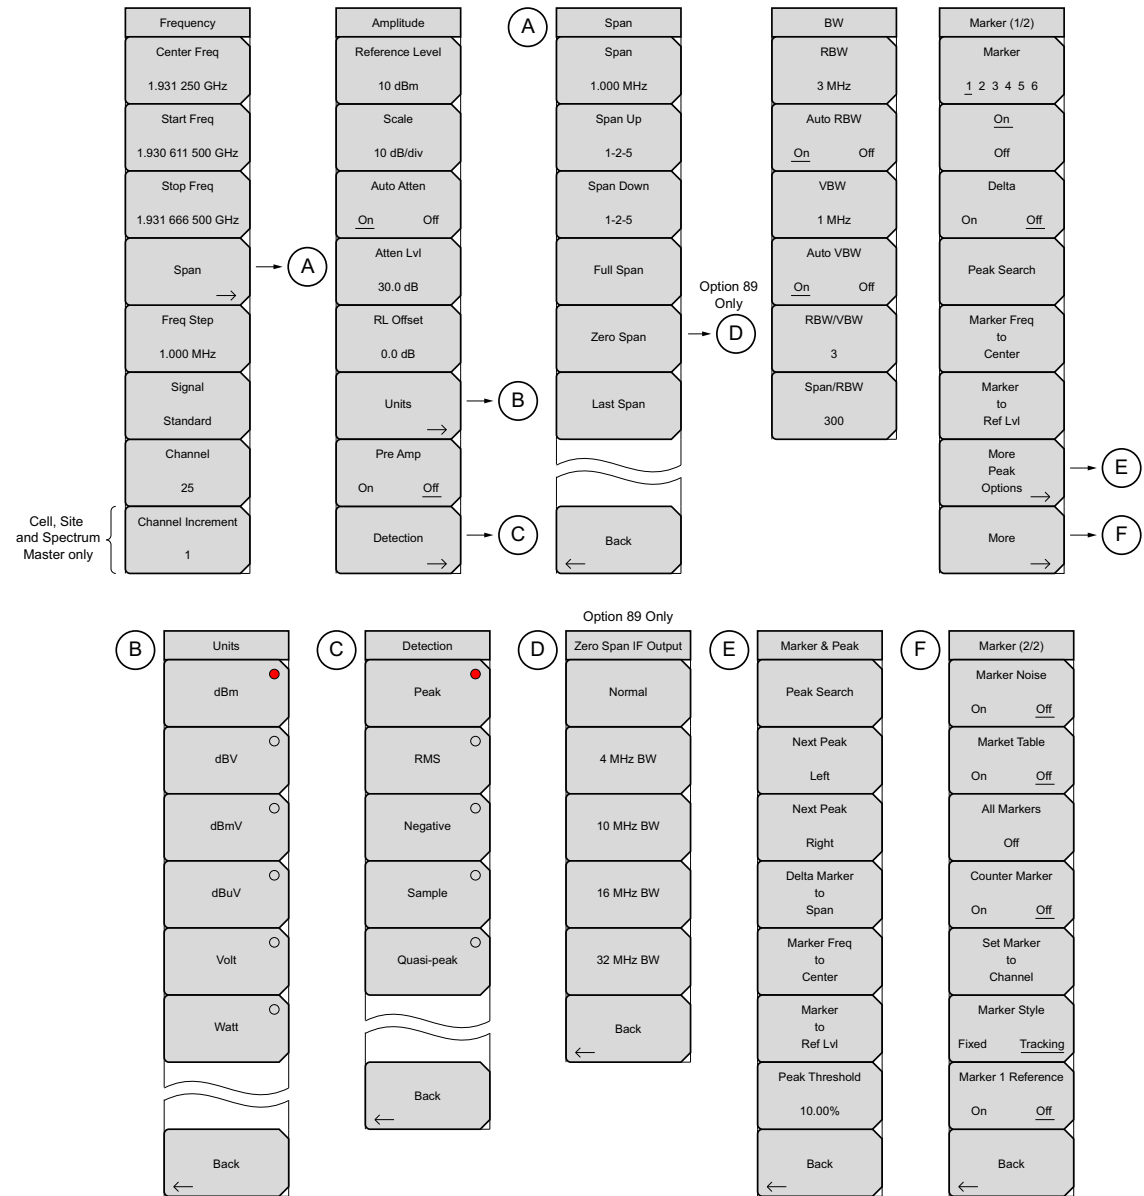 Frequency
Center Freq
1.931 250 GHz
Start Freq
1.930 611 500 GHz
Stop Freq
1.931 666 500 GHz
Span
A
Freq Step
1.000 MHz
Signal
Standard
Channel
25
Cell, Site
and Spectrum
Master only
Channel Increment
1
Amplitude
Reference Level
10 dBm
Scale
10 dB/div
Auto Atten
On Off
Atten Lvl
30.0 dB
RL Offset
0.0 dB
Units
B
Pre Amp
On Off
Detection
C
A
Span
Span
1.000 MHz
Span Up
1-2-5
Span Down
1-2-5
Full Span
Zero Span
Option 89
Only
D
Last Span
Back
BW
RBW
3 MHz
Auto RBW
On Off
VBW
1 MHz
Auto VBW
On Off
RBW/VBW
3
Span/RBW
300
Marker (1/2)
Marker
1 2 3 4 5 6
On
Off
Delta
On Off
Peak Search
Marker Freq
to
Center
Marker
to
Ref Lvl
More
Peak
Options
E
More
F
B
Units
dBm
dBV
dBmV
dBuV
Volt
Watt
Back
C
Detection
Peak
RMS
Negative
Sample
Quasi-peak
Back
Option 89 Only
D
Zero Span IF Output
Normal
4 MHz BW
10 MHz BW
16 MHz BW
32 MHz BW
Back
E
Marker & Peak
Peak Search
Next Peak
Left
Next Peak
Right
Delta Marker
to
Span
Marker Freq
to
Center
Marker
to
Ref Lvl
Peak Threshold
10.00%
Back
F
Marker (2/2)
Marker Noise
On Off
Market Table
On Off
All Markers
Off
Counter Marker
On Off
Set Marker
to
Channel
Marker Style
Fixed Tracking
Marker 1 Reference
On Off
Back